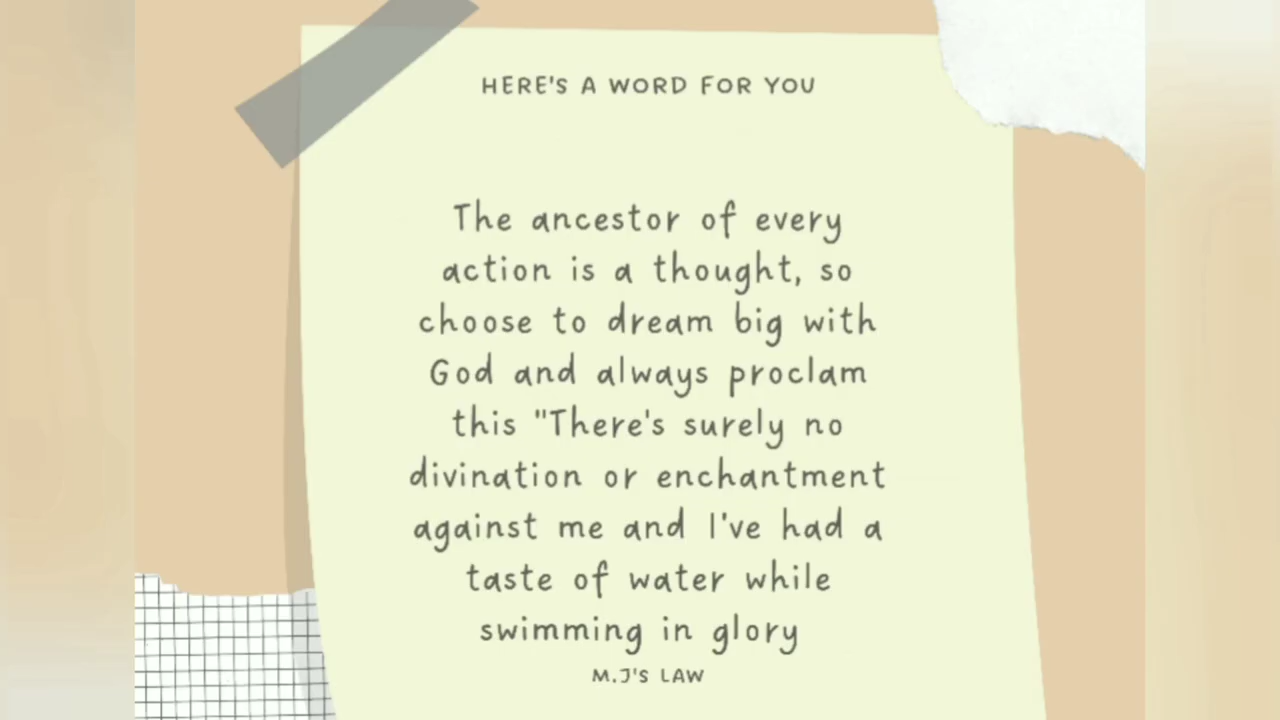 HERE'S A WORD FOR YOU
The ancestor of every
action is a thought, so
choose to dream big with
God and always proclam
this "There's surely no
divination or enchantment
against me and I've had a
taste of water while
swimming in glory
M.J'S LAW